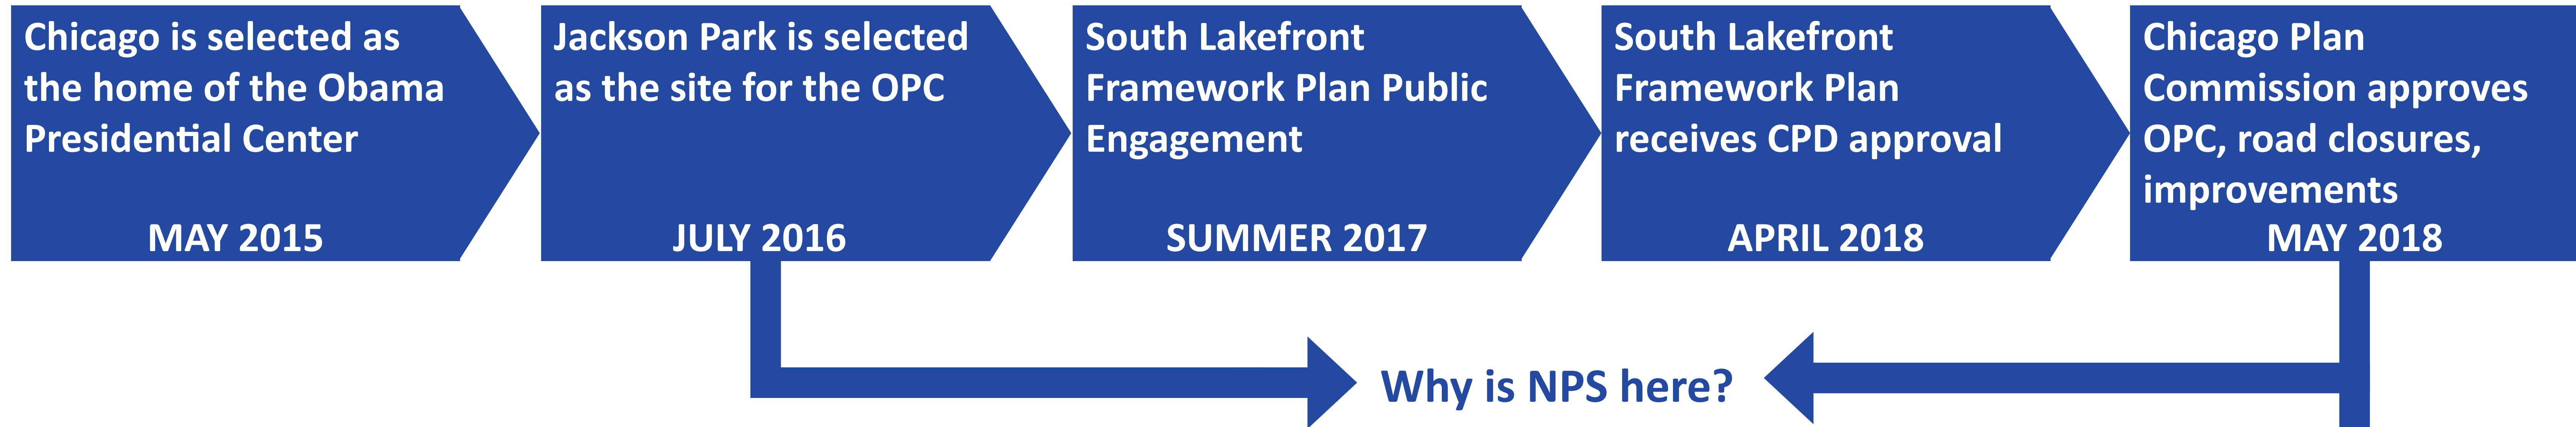 Chicago is selected as
the home of the Obama
Presidential Center
MAY 2015
Jackson Park is selected
as the site for the OPC
JULY 2016
South Lakefront
Framework Plan Public
Engagement
SUMMER 2017
South Lakefront
Framework Plan
receives CPD approval
APRIL 2018
Chicago Plan
Commission approves
OPC, road closures,
improvements
MAY 2018
Why is NPS here?